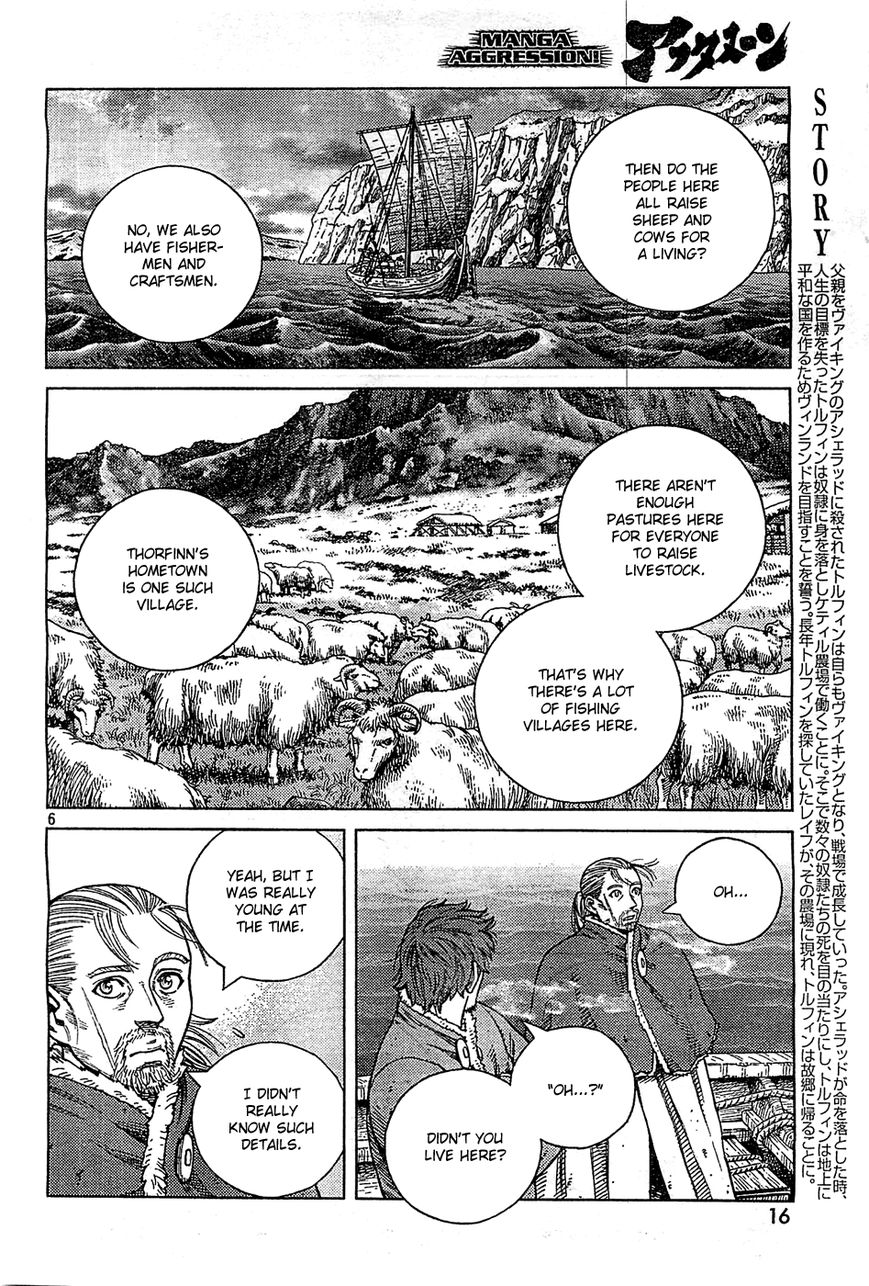 MANGA
AGGRESSION!
アフタヌーン
THEN DO THE
PEOPLE HERE
ALL RAISE
SHEEP AND
COWS FOR
A LIVING?
NO, WE ALSO
HAVE FISHER-
MEN AND
CRAFTSMEN.
THERE AREN'T
ENOUGH
PASTURES HERE
FOR EVERYONE
TO RAISE
LIVESTOCK.
THAT'S WHY
THERE'S A LOT
OF FISHING
VILLAGES HERE.
THORFINN'S
HOMETOWN
IS ONE SUCH
VILLAGE.
6
OH...
"OH...?"
DIDN'T YOU
LIVE HERE?
YEAH, BUT I
WAS REALLY
YOUNG AT
THE TIME.
I DIDN'T
REALLY
KNOW SUCH
DETAILS.
STORY
父親をヴァイキングのアシェラッドに殺されたトルフィンは自らもヴァイキングとなり、戦場で成長していった。アシェラッドが命を落とした時、
人生の目標を失ったトルフィンは奴隷に身を落としケティル農場で働くことに。そこで数々の奴隷たちの死を目の当たりにし、トルフィンは地上に
平和な国を作るためヴィンランドを目指すことを誓う。長年トルフィンを探していたレイフが、その農場に現れ、トルフィンは故郷に帰ることに。
16